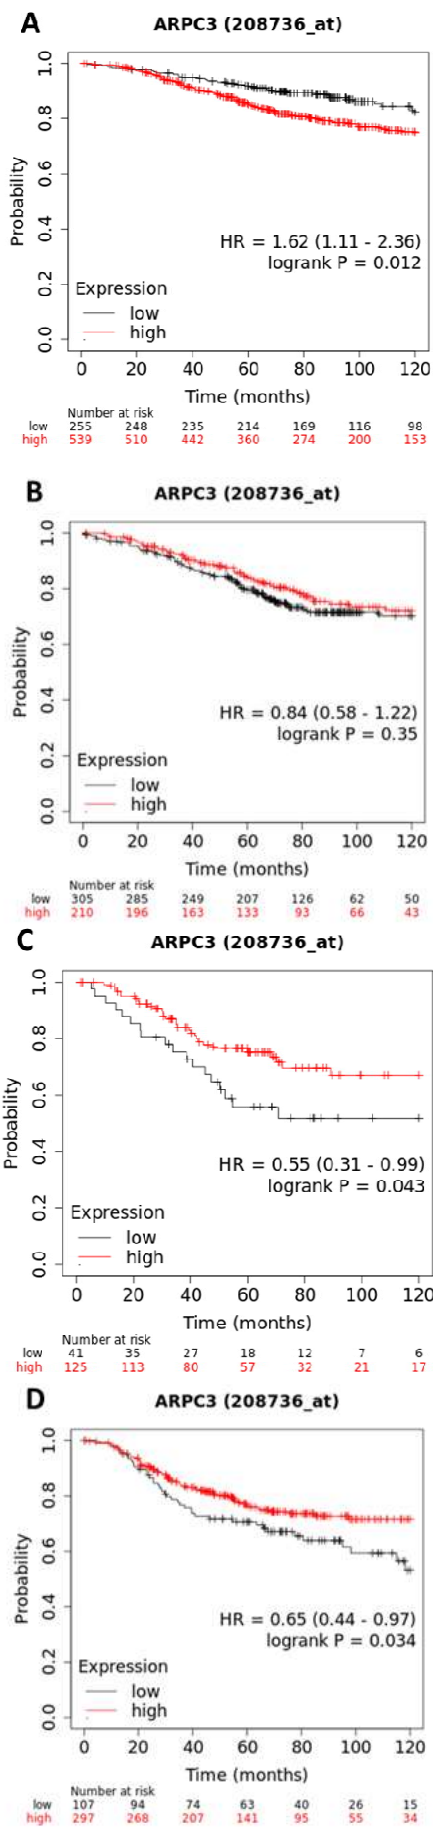 A
ARPC3 (208736_at)
Probability
1.0
0.8
0.6
0.4
0.2
0.0
HR = 1.62 (1.11 - 2.36)
logrank P = 0.012
Expression
low
high
0 20 40 60 80 100 120
Time (months)
Number at risk
low 255 248 235 214 169 116 98
high 539 510 442 360 274 200 153
B
ARPC3 (208736_at)
Probability
1.0
0.8
0.6
0.4
0.2
0.0
HR = 0.84 (0.58 - 1.22)
logrank P = 0.35
Expression
low
high
0 20 40 60 80 100 120
Time (months)
Number at risk
low 305 285 249 207 126 62 50
high 210 196 163 133 93 66 43
C
ARPC3 (208736_at)
Probability
1.0
0.8
0.6
0.4
0.2
0.0
HR = 0.55 (0.31 - 0.99)
logrank P = 0.043
Expression
low
high
0 20 40 60 80 100 120
Time (months)
Number at risk
low 41 35 27 18 12 7 6
high 125 113 80 57 32 21 17
D
ARPC3 (208736_at)
Probability
1.0
0.8
0.6
0.4
0.2
0.0
HR = 0.65 (0.44 - 0.97)
logrank P = 0.034
Expression
low
high
0 20 40 60 80 100 120
Time (months)
Number at risk
low 107 94 74 63 40 26 15
high 297 268 207 141 95 55 34